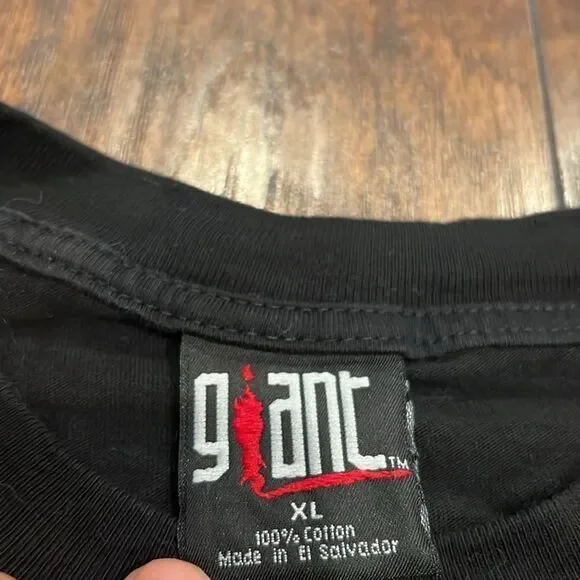 giant™
XL
100% Cotton
Made in El Salvador